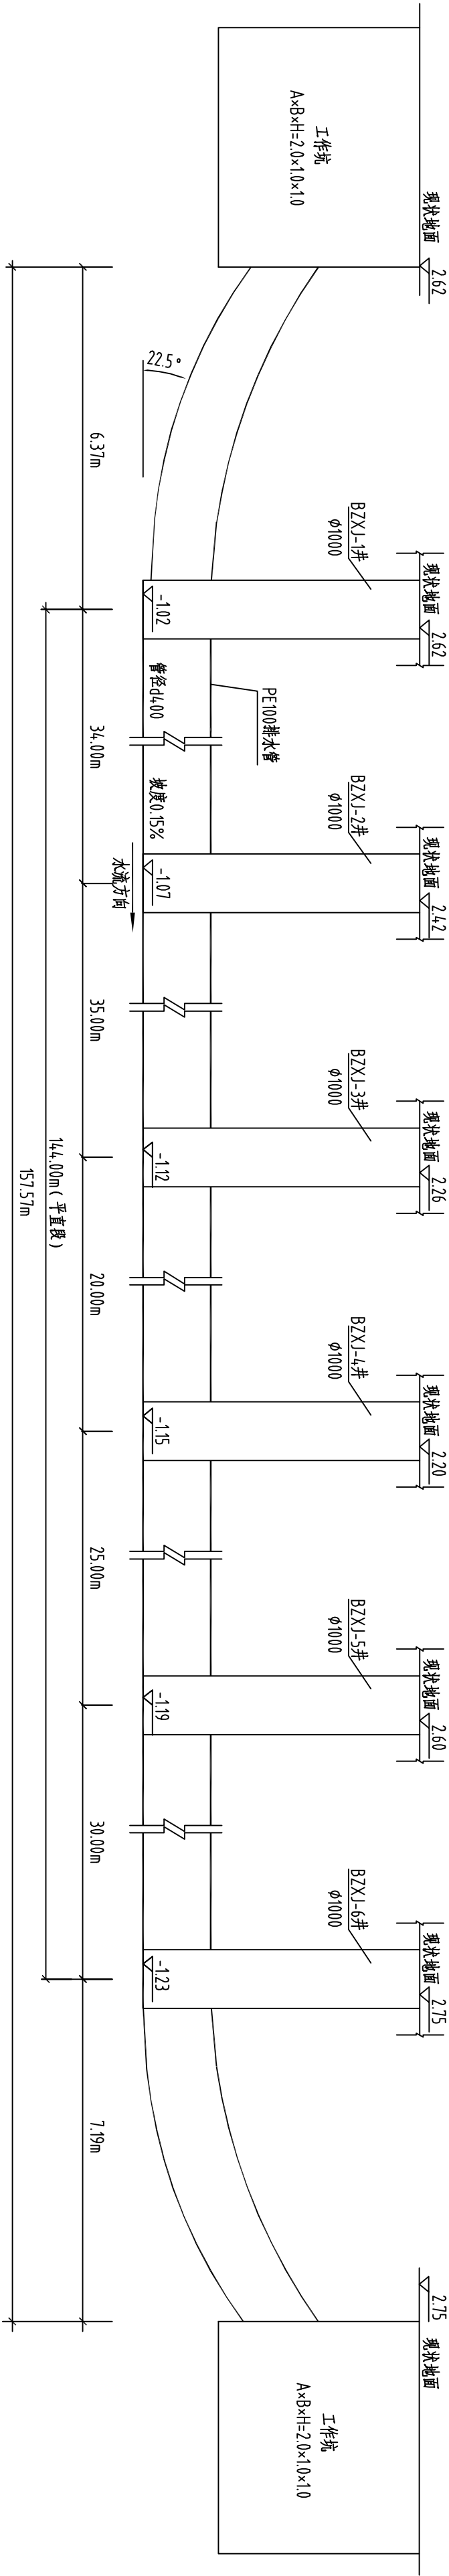 工作坑
A×B×H=2.0×1.0×1.0
现状地面
2.62
22.5°
6.37m
BZXJ-1井
φ1000
现状地面
2.62
-1.02
管径d400
PE100排水管
坡度0.15%
34.00m
水流方向
BZXJ-2井
φ1000
现状地面
2.42
-1.07
35.00m
BZXJ-3井
φ1000
现状地面
2.26
-1.12
20.00m
144.00m（平直段）
157.57m
BZXJ-4井
φ1000
现状地面
2.20
-1.15
25.00m
BZXJ-5井
φ1000
现状地面
2.60
-1.19
30.00m
BZXJ-6井
φ1000
现状地面
2.75
-1.23
7.19m
2.75
现状地面
工作坑
A×B×H=2.0×1.0×1.0